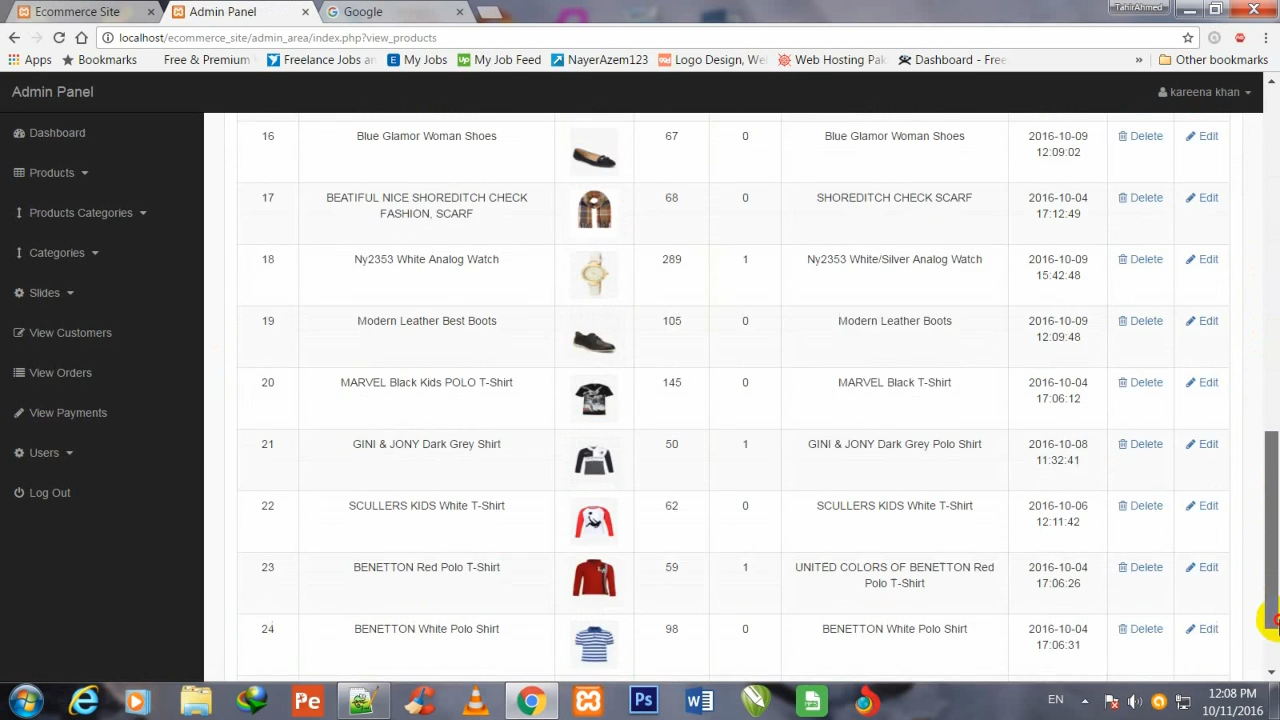 Ecommerce Site
Admin Panel
Google
TahirAhmed
localhost/ecommerce_site/admin_area/index.php?view_products
Apps
Bookmarks
Free & Premium
Freelance Jobs an
My Jobs
My Job Feed
NayerAzem123
Logo Design, We
Web Hosting Pak
Dashboard - Free
»
Other bookmarks
Admin Panel
kareena khan
Dashboard
Products
Products Categories
Categories
Slides
View Customers
View Orders
View Payments
Users
Log Out
16 Blue Glamor Woman Shoes 67 0 Blue Glamor Woman Shoes 2016-10-09 Delete Edit
12:09:02
17 BEATIFUL NICE SHOREDITCH CHECK 68 0 SHOREDITCH CHECK SCARF 2016-10-04 Delete Edit
FASHION, SCARF 17:12:49
18 Ny2353 White Analog Watch 289 1 Ny2353 White/Silver Analog Watch 2016-10-09 Delete Edit
15:42:48
19 Modern Leather Best Boots 105 0 Modern Leather Boots 2016-10-09 Delete Edit
12:09:48
20 MARVEL Black Kids POLO T-Shirt 145 0 MARVEL Black T-Shirt 2016-10-04 Delete Edit
17:06:12
21 GINI & JONY Dark Grey Shirt 50 1 GINI & JONY Dark Grey Polo Shirt 2016-10-08 Delete Edit
11:32:41
22 SCULLERS KIDS White T-Shirt 62 0 SCULLERS KIDS White T-Shirt 2016-10-06 Delete Edit
12:11:42
23 BENETTON Red Polo T-Shirt 59 1 UNITED COLORS OF BENETTON Red 2016-10-04 Delete Edit
Polo T-Shirt 17:06:26
24 BENETTON White Polo Shirt 98 0 BENETTON White Polo Shirt 2016-10-04 Delete Edit
17:06:31
Pe
Ps
EN
12:08 PM
10/11/2016